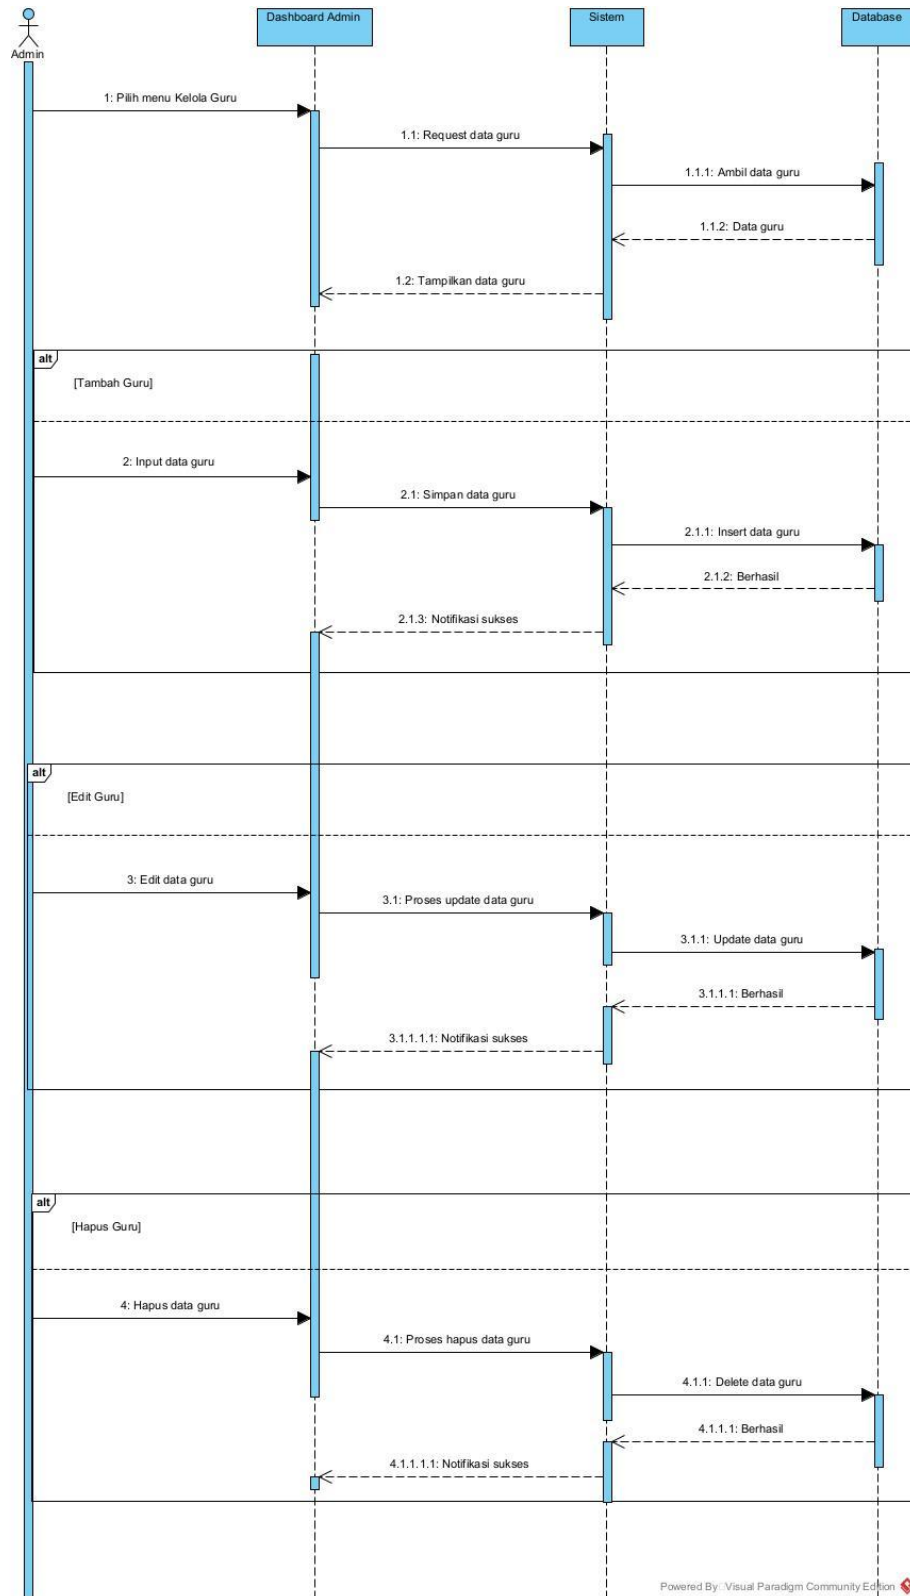 Dashboard Admin
Sistem
Database
Admin
1: Pilih menu Kelola Guru
1.1: Request data guru
1.1.1: Ambil data guru
1.1.2: Data guru
1.2: Tampilkan data guru
alt
[Tambah Guru]
2: Input data guru
2.1: Simpan data guru
2.1.1: Insert data guru
2.1.2: Berhasil
2.1.3: Notifikasi sukses
alt
[Edit Guru]
3: Edit data guru
3.1: Proses update data guru
3.1.1: Update data guru
3.1.1.1: Berhasil
3.1.1.1.1: Notifikasi sukses
alt
[Hapus Guru]
4: Hapus data guru
4.1: Proses hapus data guru
4.1.1: Delete data guru
4.1.1.1: Berhasil
4.1.1.1.1: Notifikasi sukses
Powered By Visual Paradigm Community Edition